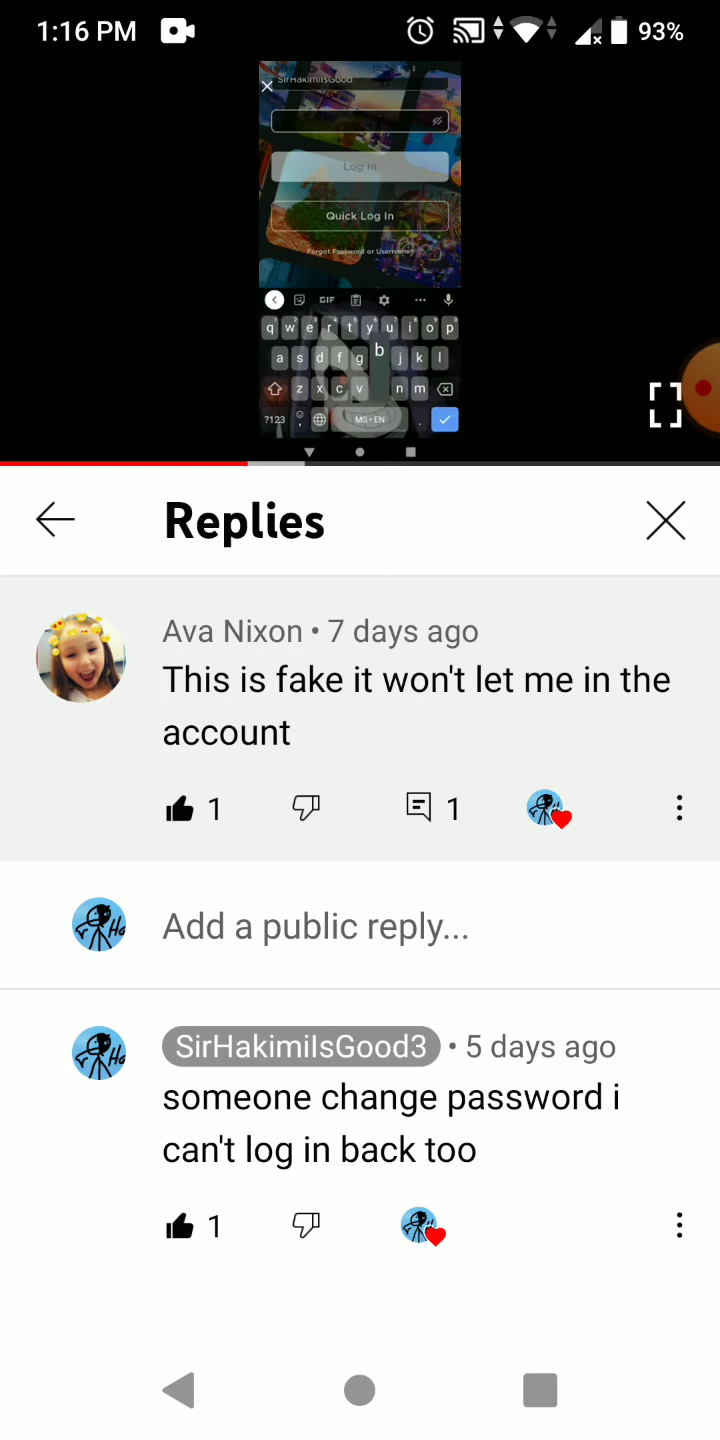 1:16 PM 93%
SirHakimiIsGood
Log In
Quick Log In
Forgot Password or Username?
GIF
q w e r t y u i o p
a s d f g b j k l
z x c v n m
?123 , MS • EN .
Replies
Ava Nixon • 7 days ago
This is fake it won't let me in the
account
1 1
Add a public reply...
SirHakimiIsGood3 • 5 days ago
someone change password i
can't log in back too
1